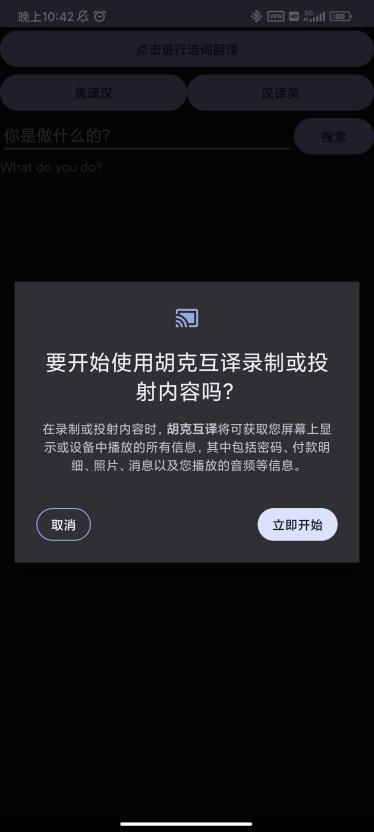 晚上10:42
VPN
5G
80
点击进行选词翻译
英译汉
汉译英
你是做什么的?
搜索
What do you do?
要开始使用胡克互译录制或投
射内容吗?
在录制或投射内容时，胡克互译将可获取您屏幕上显
示或设备中播放的所有信息，其中包括密码、付款明
细、照片、消息以及您播放的音频等信息。
取消
立即开始